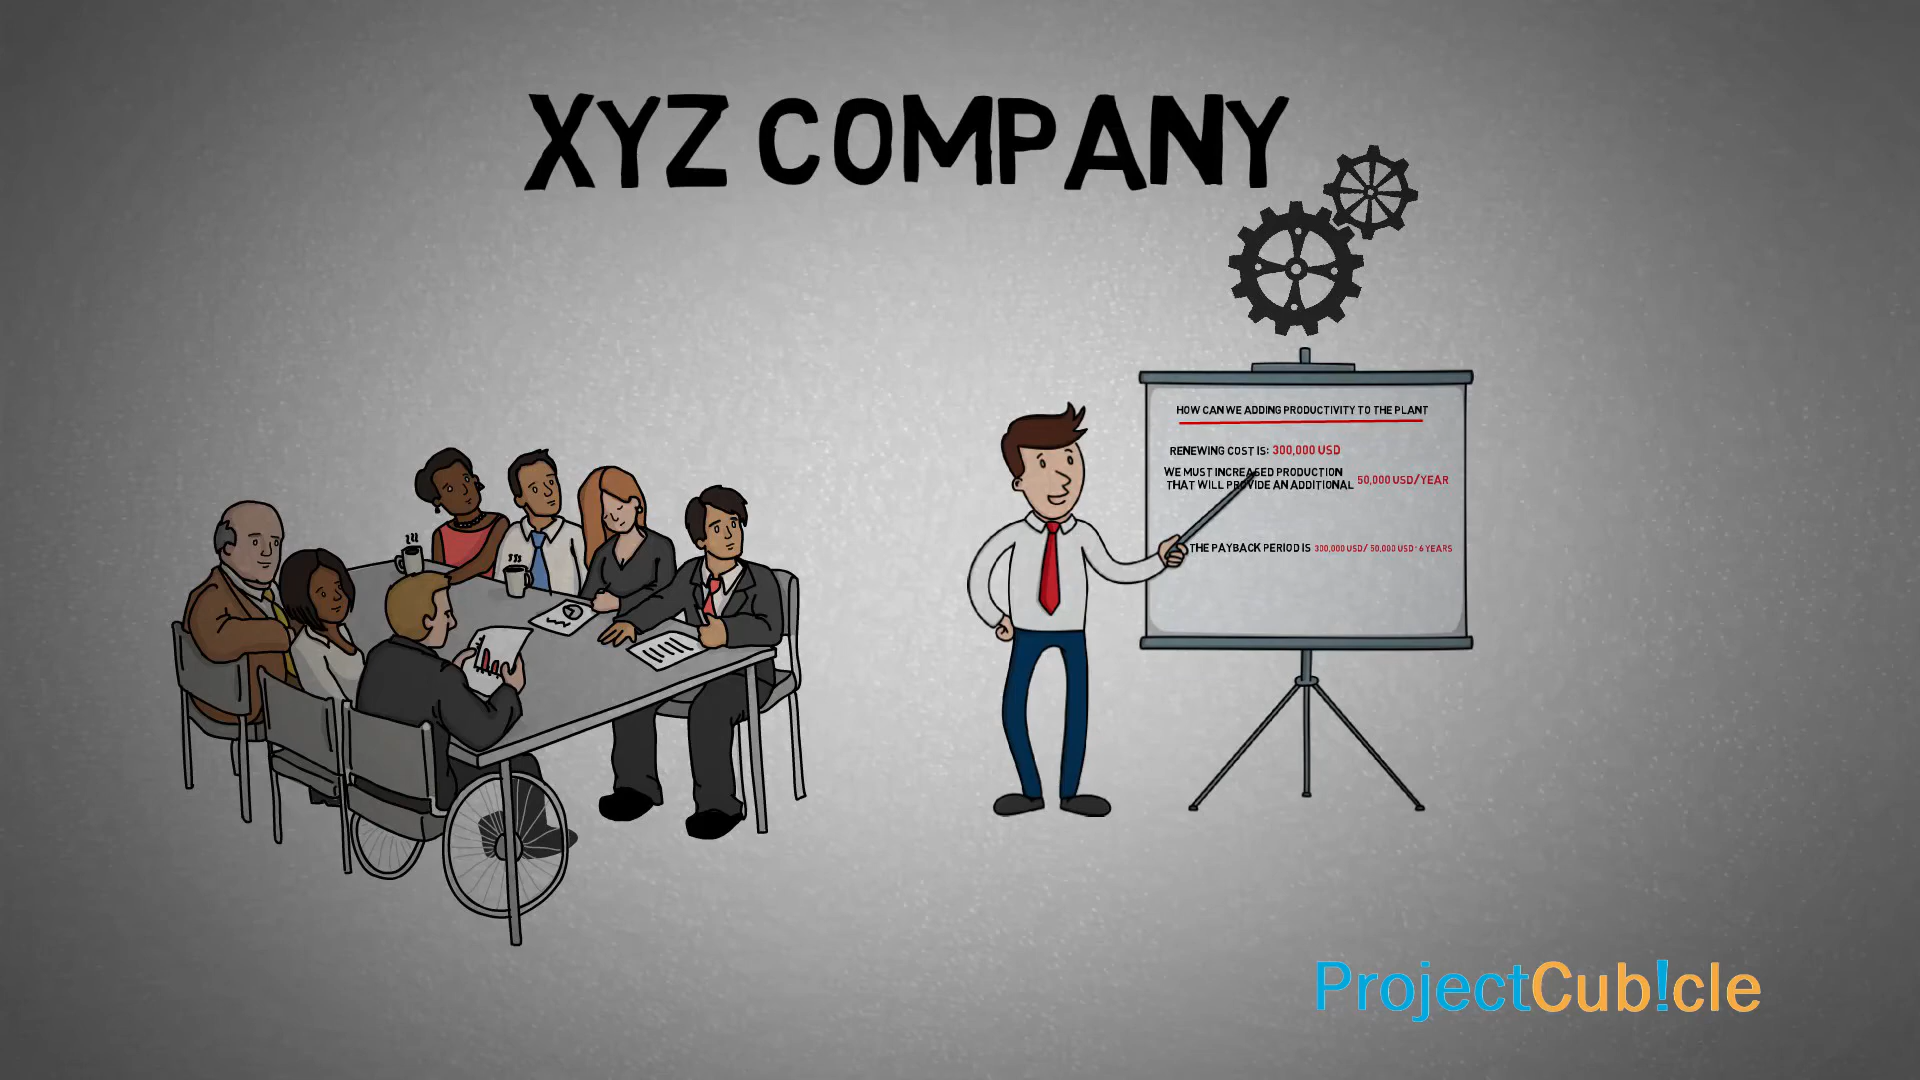 XYZ COMPANY
HOW CAN WE ADDING PRODUCTIVITY TO THE PLANT
RENEWING COST IS: 300,000 USD
WE MUST INCREASED PRODUCTION
THAT WILL PROVIDE AN ADDITIONAL 50,000 USD/YEAR
THE PAYBACK PERIOD IS 300,000 USD/ 50,000 USD- 6 YEARS
ProjectCub!cle